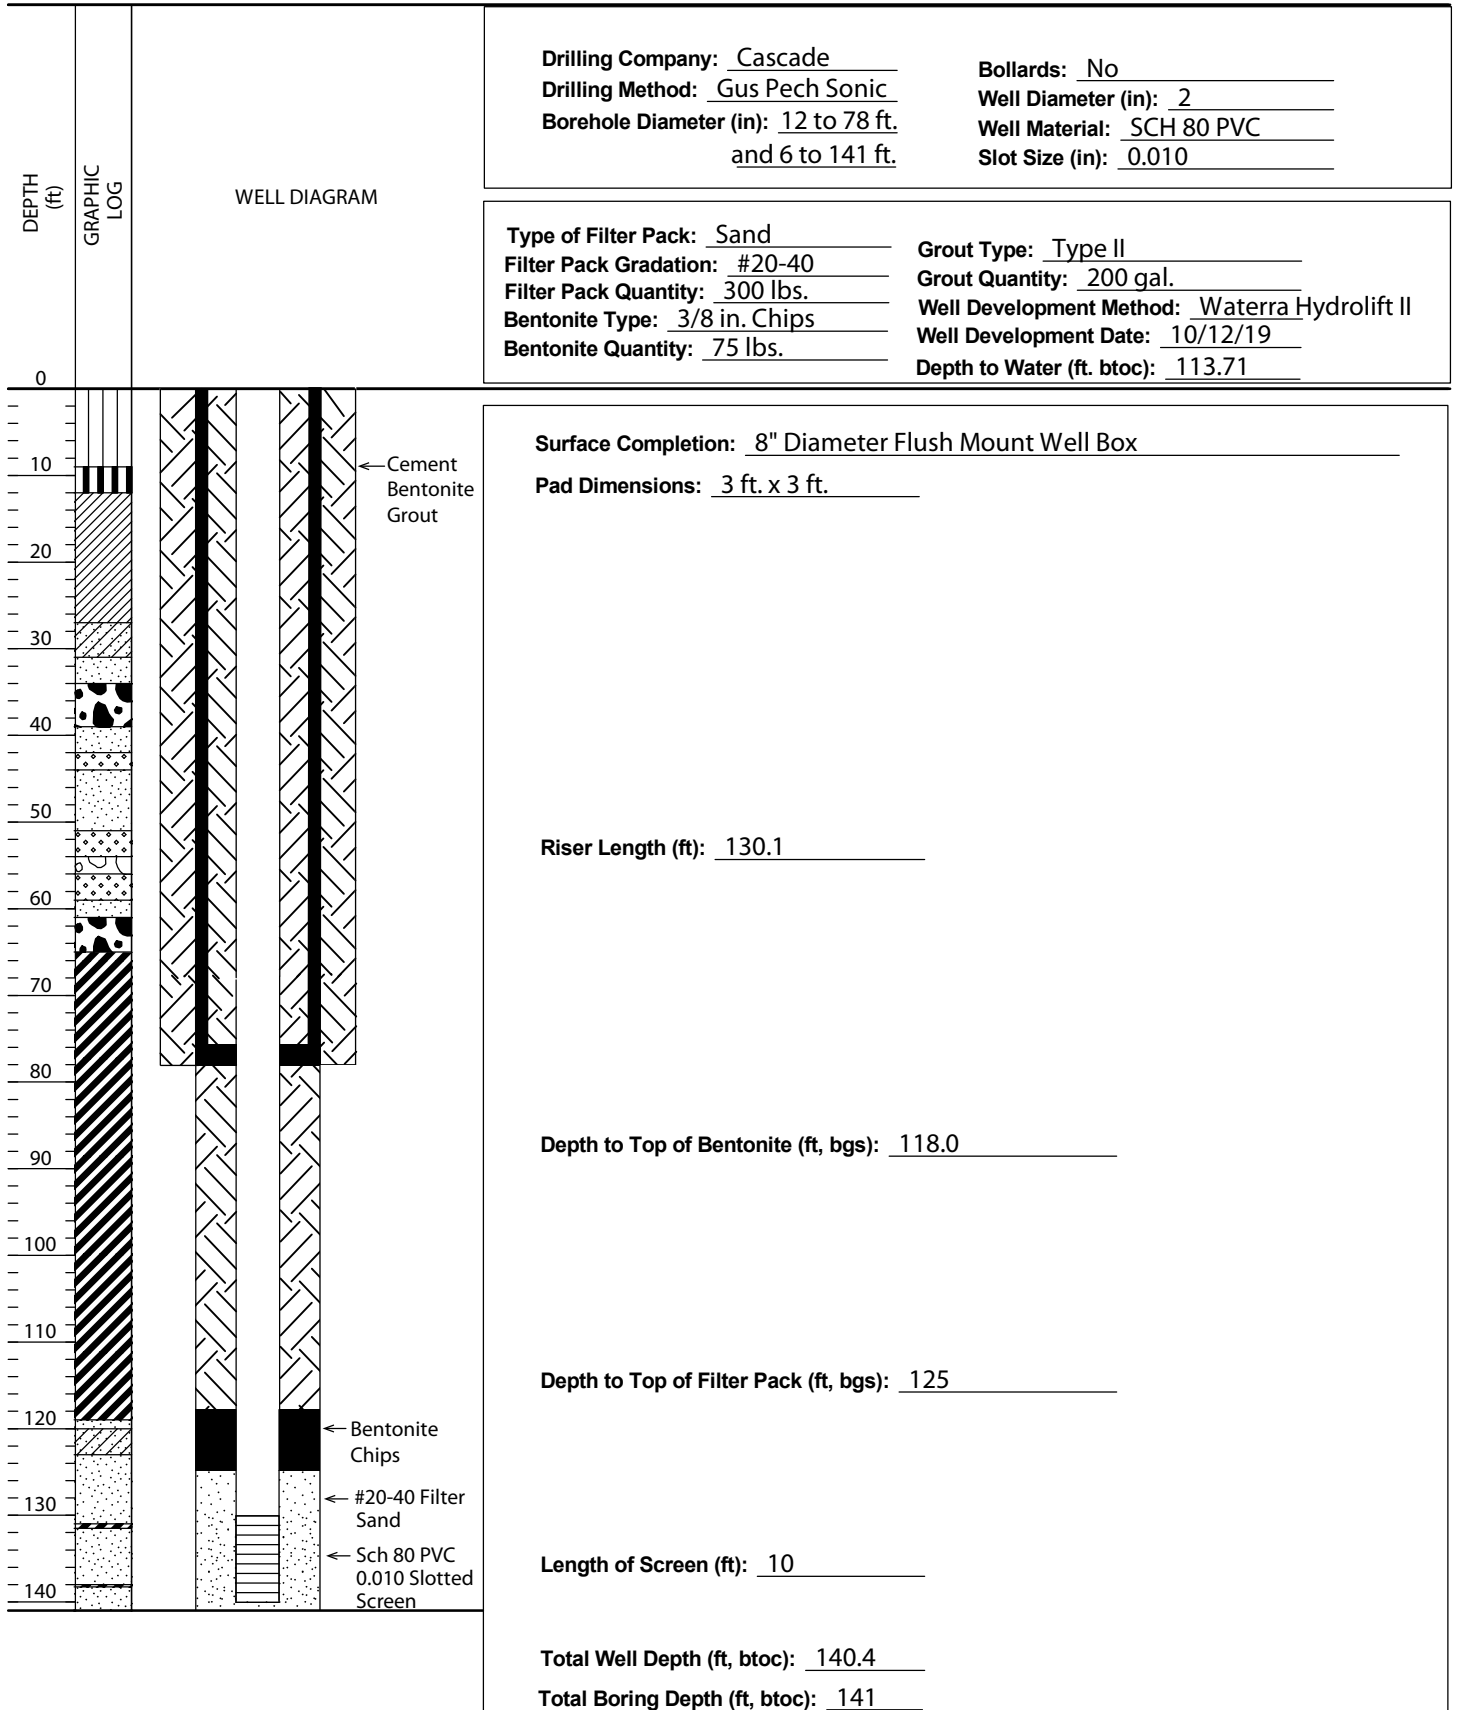 Drilling Company: Cascade
Drilling Method: Gus Pech Sonic
Borehole Diameter (in): 12 to 78 ft.
and 6 to 141 ft.
Bollards: No
Well Diameter (in): 2
Well Material: SCH 80 PVC
Slot Size (in): 0.010
DEPTH
(ft)
GRAPHIC
LOG
WELL DIAGRAM
Type of Filter Pack: Sand
Filter Pack Gradation: #20-40
Filter Pack Quantity: 300 lbs.
Bentonite Type: 3/8 in. Chips
Bentonite Quantity: 75 lbs.
Grout Type: Type II
Grout Quantity: 200 gal.
Well Development Method: Waterra Hydrolift II
Well Development Date: 10/12/19
Depth to Water (ft. btoc): 113.71
0
10
20
30
40
50
60
70
80
90
100
110
120
130
140
Cement
Bentonite
Grout
Bentonite
Chips
#20-40 Filter
Sand
Sch 80 PVC
0.010 Slotted
Screen
Surface Completion: 8" Diameter Flush Mount Well Box
Pad Dimensions: 3 ft. x 3 ft.
Riser Length (ft): 130.1
Depth to Top of Bentonite (ft, bgs): 118.0
Depth to Top of Filter Pack (ft, bgs): 125
Length of Screen (ft): 10
Total Well Depth (ft, btoc): 140.4
Total Boring Depth (ft, btoc): 141